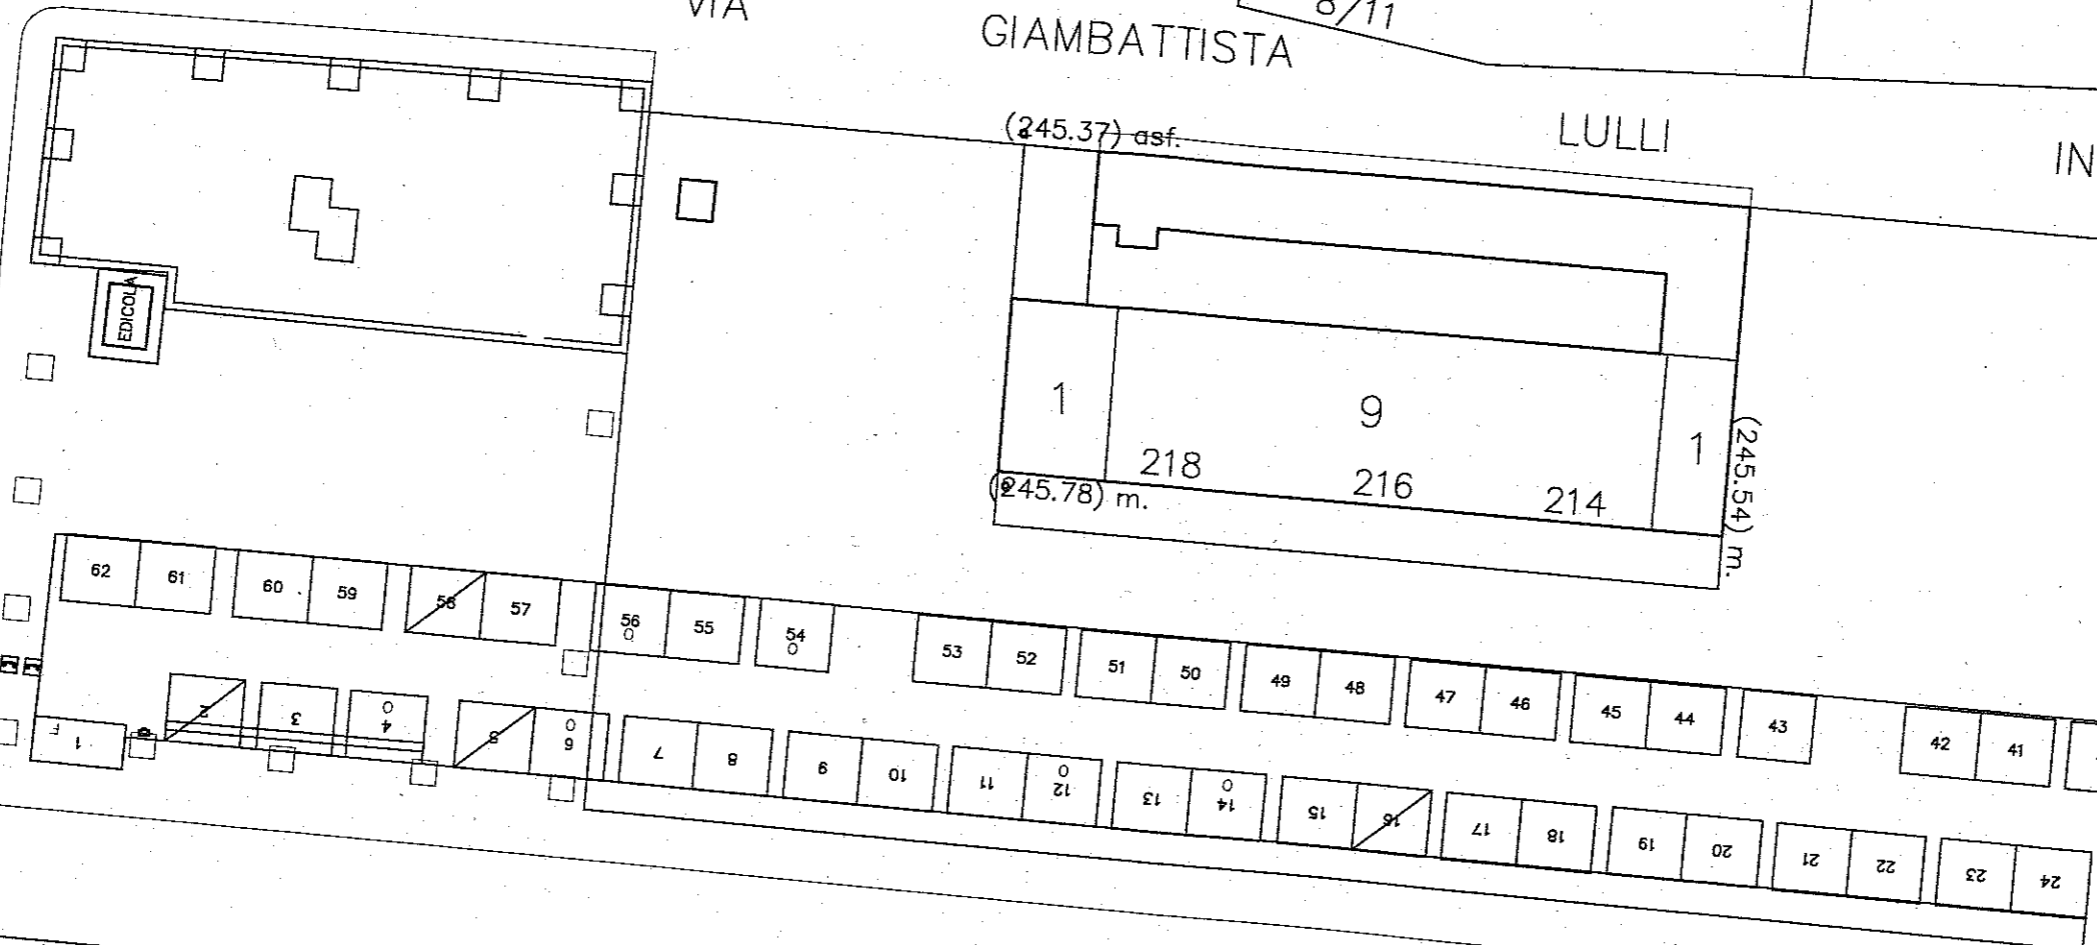 VIA
GIAMBATTISTA
8/11
LULLI
IN
(245.37) asf.
EDICOLA
1
9
1
218
216
214
(245.78) m.
(245.54) m.
62 61 60 59 58 57 56 55 54 53 52 51 50 49 48 47 46 45 44 43 42 41
O O
F 1 2 3 4 5 6 7 8 9 10 11 12 13 14 15 16 17 18 19 20 21 22 23 24
O O O O